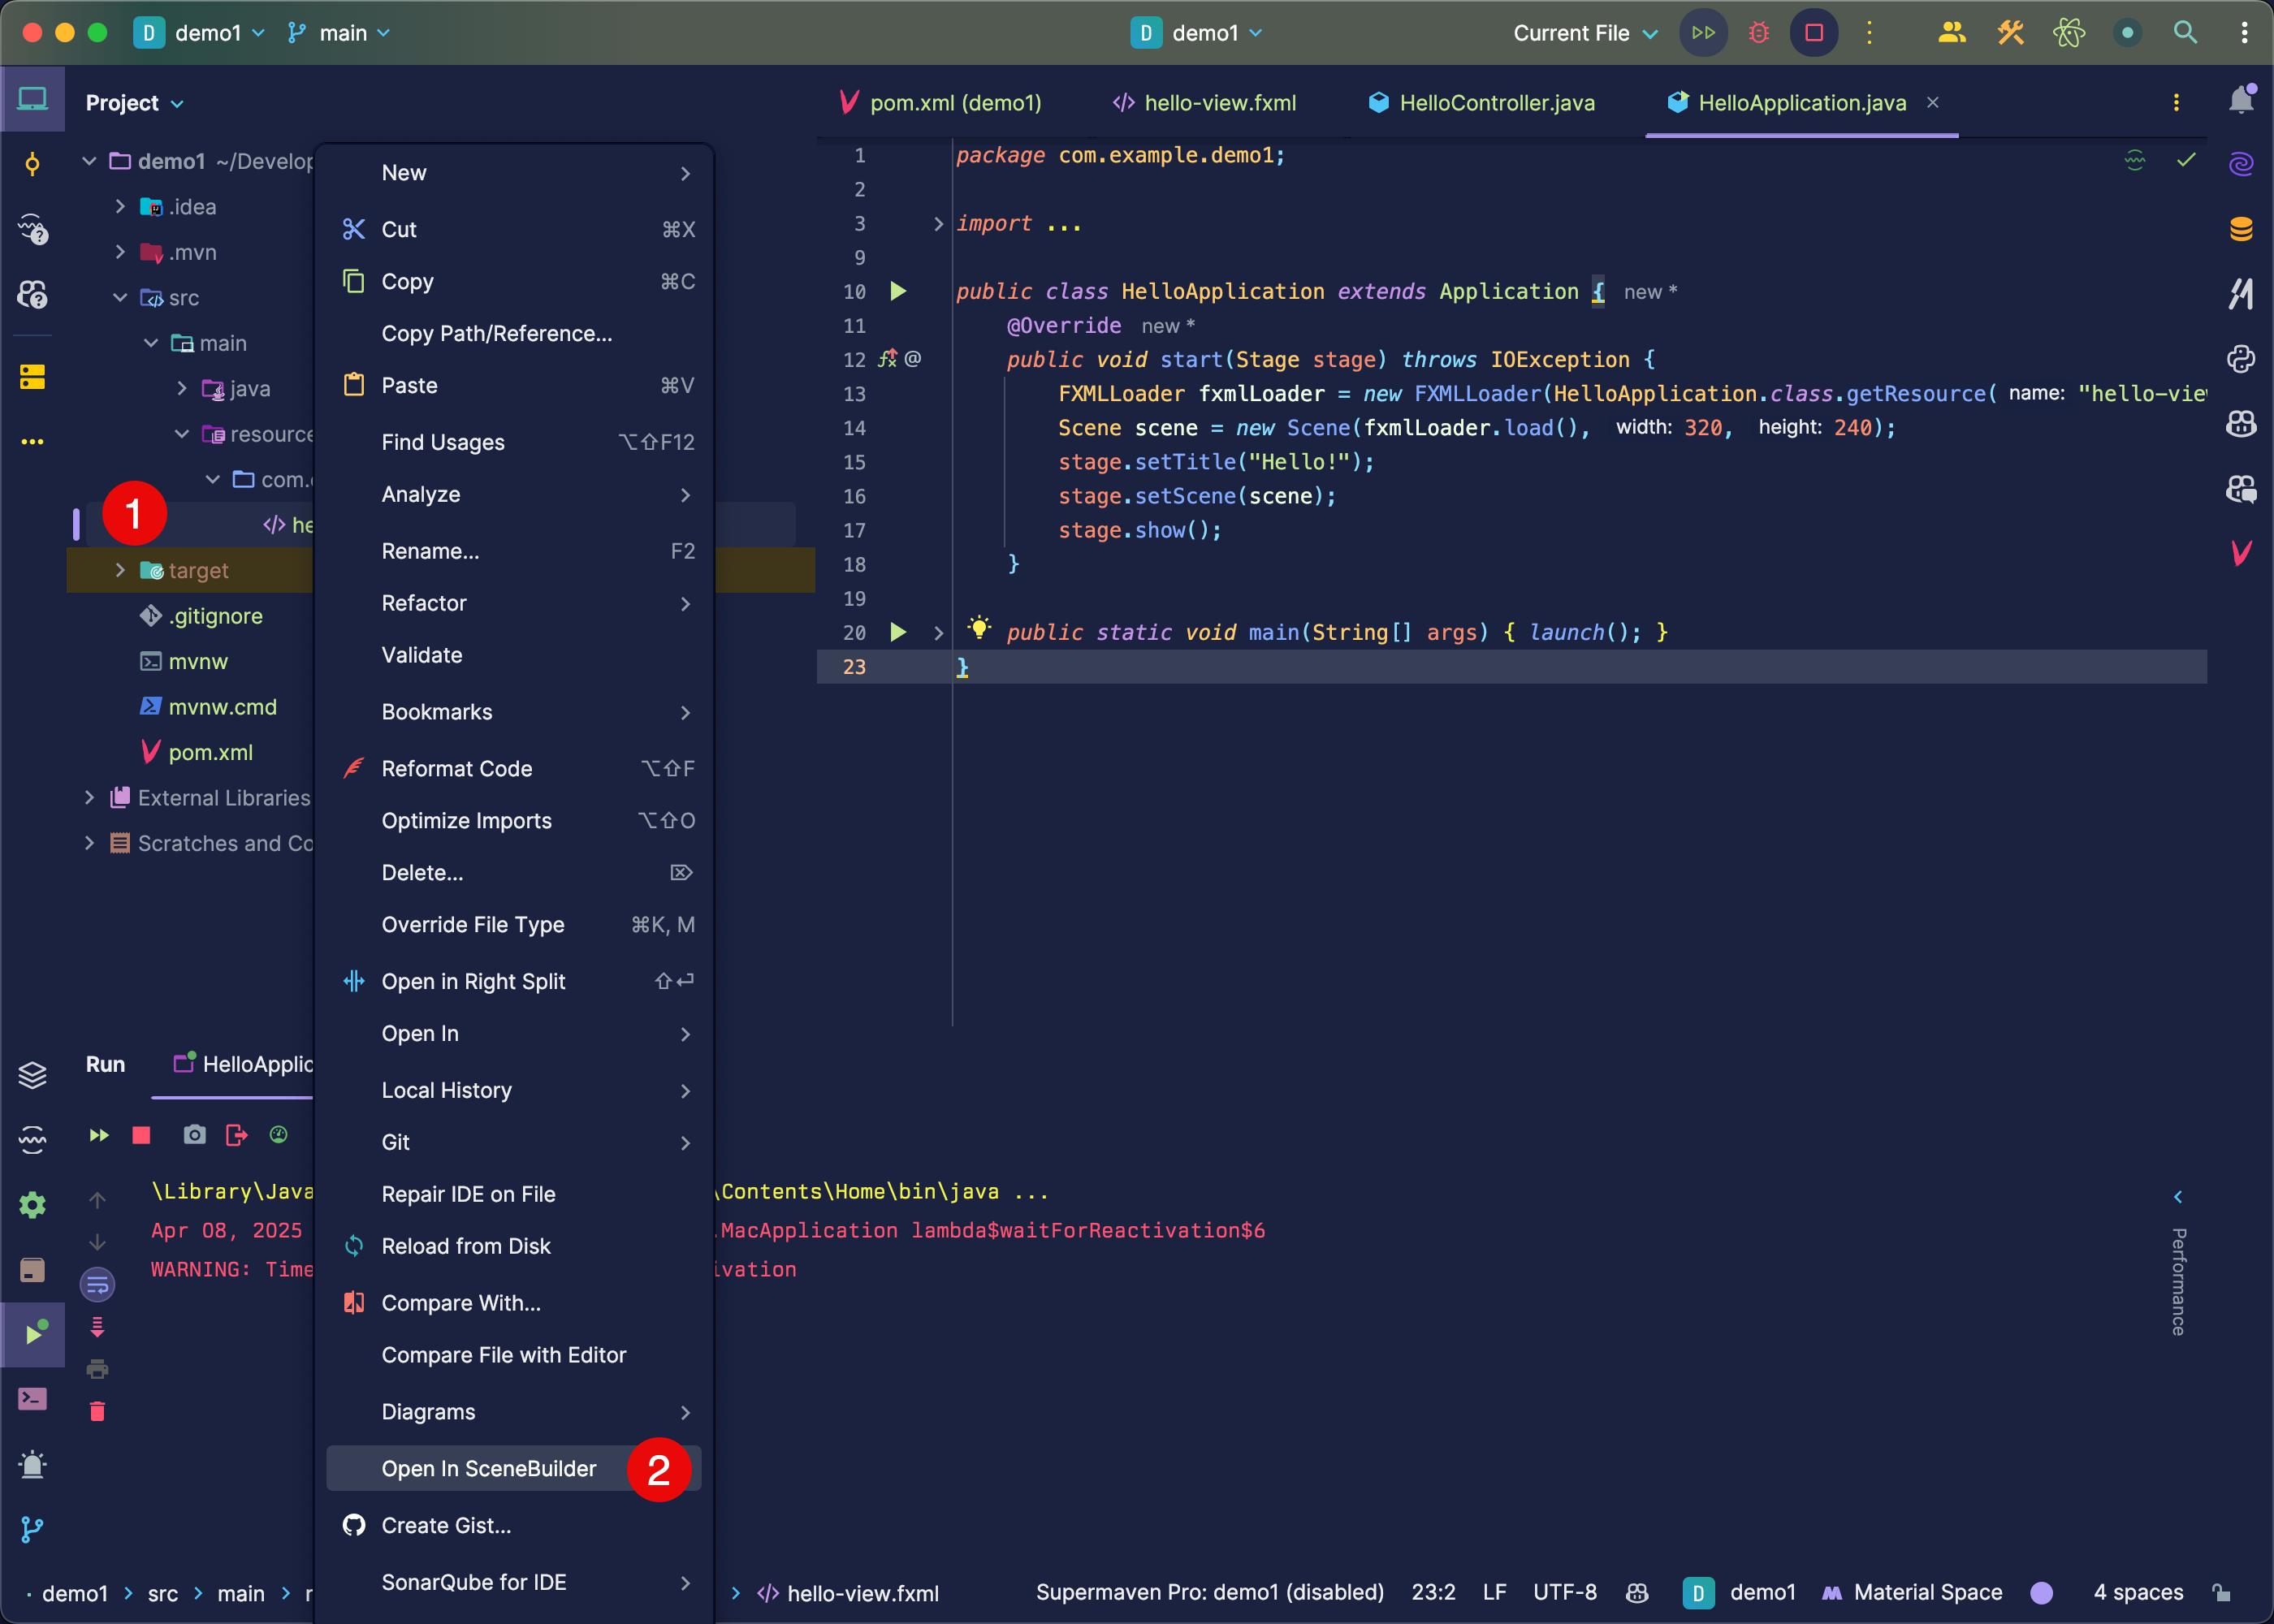 D demo1 main D demo1 Current File
Project
pom.xml (demo1) hello-view.fxml HelloController.java HelloApplication.java
demo1 ~/Develop
.idea
.mvn
src
main
java
resource
com.
1
he
target
.gitignore
mvnw
mvnw.cmd
pom.xml
External Libraries
Scratches and Co
New
Cut ⌘X
Copy ⌘C
Copy Path/Reference...
Paste ⌘V
Find Usages ⌥⇧F12
Analyze
Rename... F2
Refactor
Validate
Bookmarks
Reformat Code ⌥⇧F
Optimize Imports ⌥⇧O
Delete... ⌦
Override File Type ⌘K, M
Open in Right Split ⇧⏎
Open In
Local History
Git
Repair IDE on File
Reload from Disk
Compare With...
Compare File with Editor
Diagrams
Open In SceneBuilder 2
Create Gist...
SonarQube for IDE
1 package com.example.demo1;
2
3 import ...
9
10 public class HelloApplication extends Application { new *
11 @Override new *
12 public void start(Stage stage) throws IOException {
13 FXMLLoader fxmlLoader = new FXMLLoader(HelloApplication.class.getResource( name: "hello-view
14 Scene scene = new Scene(fxmlLoader.load(), width: 320, height: 240);
15 stage.setTitle("Hello!");
16 stage.setScene(scene);
17 stage.show();
18 }
19
20 public static void main(String[] args) { launch(); }
23 }
Run HelloApplic
\Library\Java \Contents\Home\bin\java ...
Apr 08, 2025 .MacApplication lambda$waitForReactivation$6
WARNING: Time ivation
Performance
demo1 > src > main > r > hello-view.fxml Supermaven Pro: demo1 (disabled) 23:2 LF UTF-8 D demo1 Material Space 4 spaces